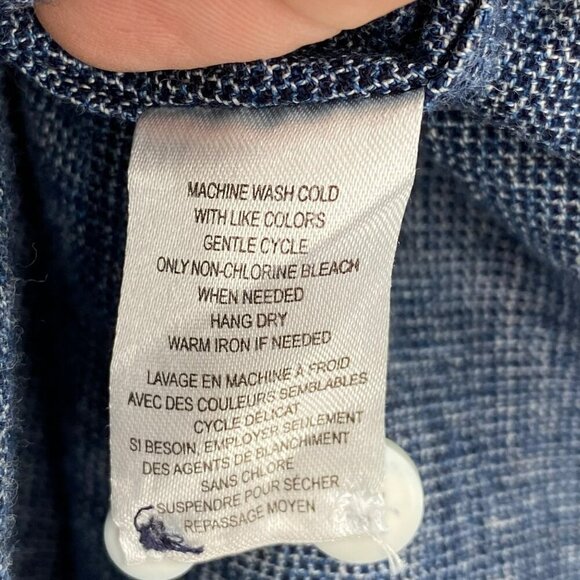 MACHINE WASH COLD
WITH LIKE COLORS
GENTLE CYCLE
ONLY NON-CHLORINE BLEACH
WHEN NEEDED
HANG DRY
WARM IRON IF NEEDED
LAVAGE EN MACHINE À FROID
AVEC DES COULEURS SEMBLABLES
CYCLE DÉLICAT
SI BESOIN, EMPLOYER SEULEMENT
DES AGENTS DE BLANCHIMENT
SANS CHLORE
SUSPENDRE POUR SÉCHER
REPASSAGE MOYEN